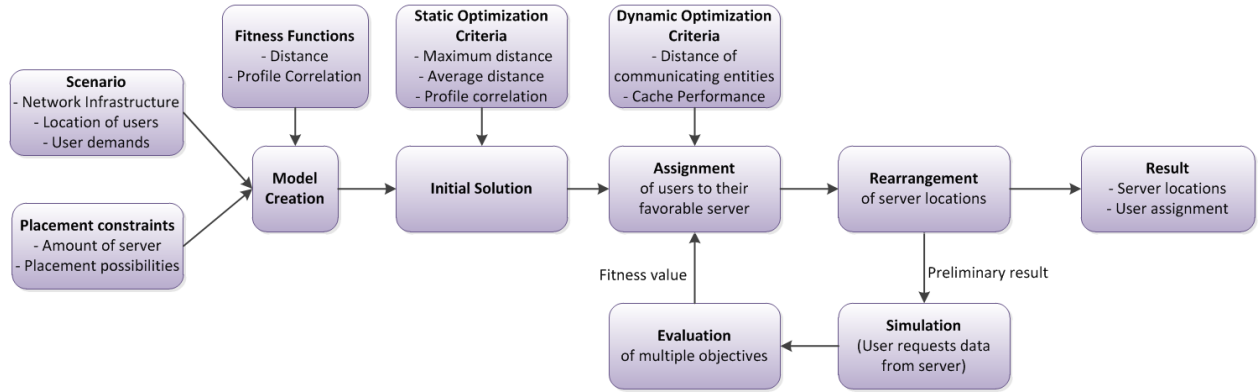 Scenario
- Network Infrastructure
- Location of users
- User demands
Placement constraints
- Amount of server
- Placement possibilities
Fitness Functions
- Distance
- Profile Correlation
Model
Creation
Static Optimization
Criteria
- Maximum distance
- Average distance
- Profile correlation
Initial Solution
Dynamic Optimization
Criteria
- Distance of
communicating entities
- Cache Performance
Assignment
of users to their
favorable server
Rearrangement
of server locations
Result
- Server locations
- User assignment
Fitness value
Preliminary result
Evaluation
of multiple objectives
Simulation
(User requests data
from server)